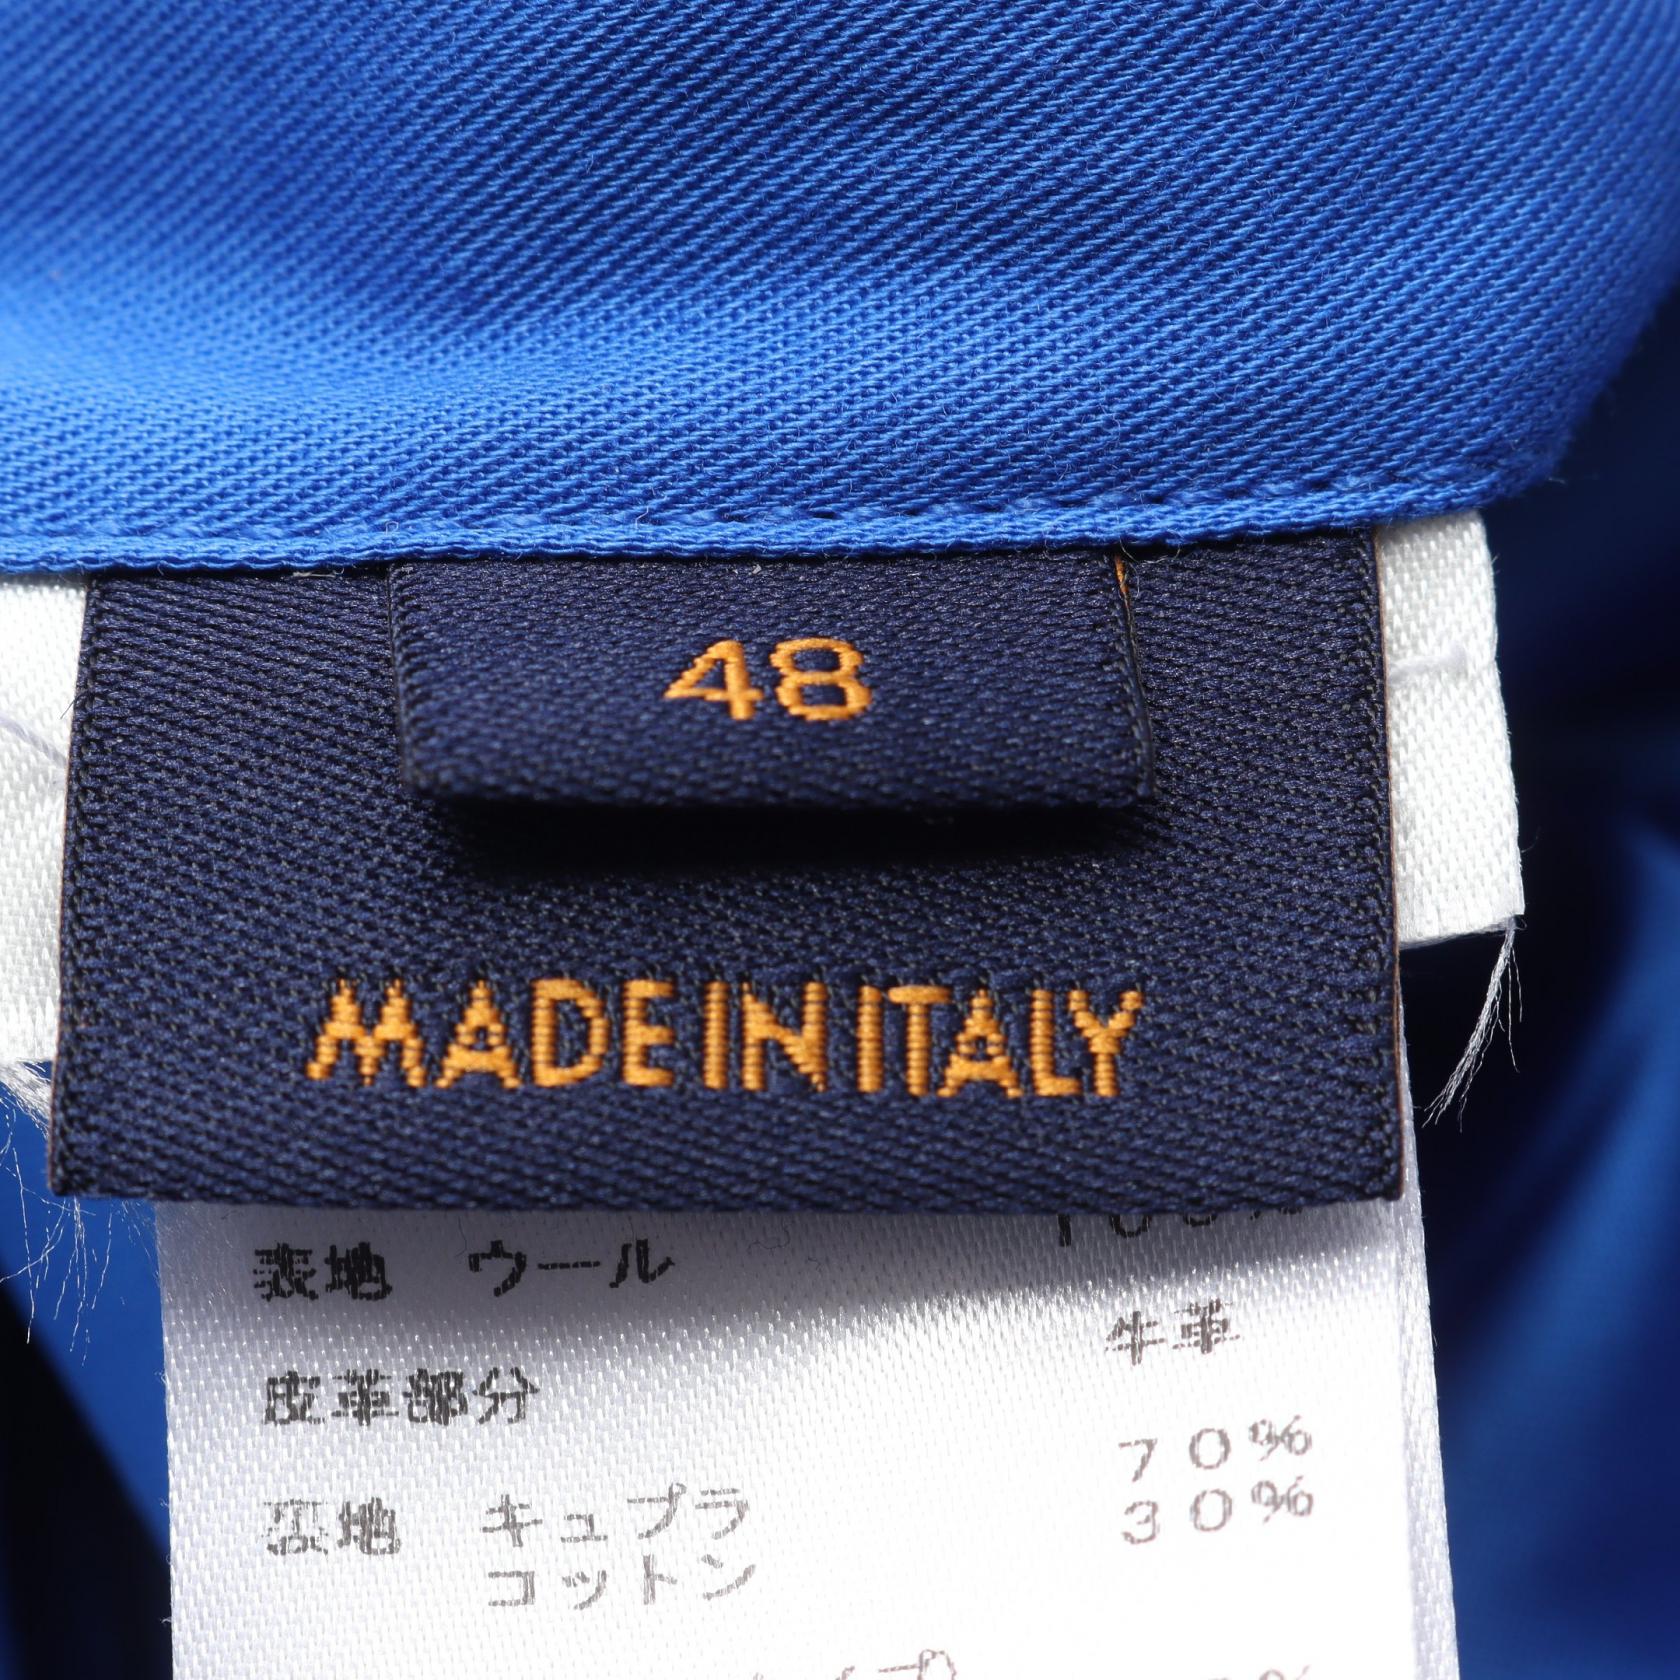 48
MADE IN ITALY
表地 ウール 100%
皮革部分 牛革
裏地 キュプラ 70%
コットン 30%